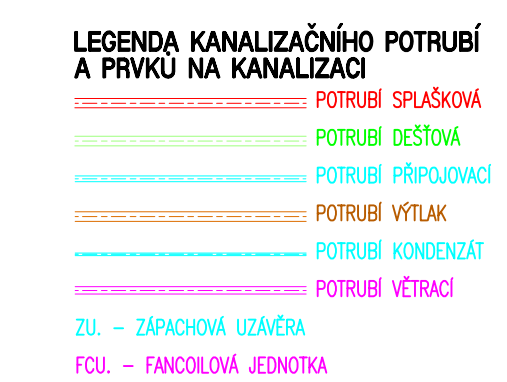 LEGENDA KANALIZAČNÍHO POTRUBÍ
A PRVKŮ NA KANALIZACI
POTRUBÍ SPLAŠKOVÁ
POTRUBÍ DEŠŤOVÁ
POTRUBÍ PŘIPOJOVACÍ
POTRUBÍ VÝTLAK
POTRUBÍ KONDENZÁT
POTRUBÍ VĚTRACÍ
ZU. – ZÁPACHOVÁ UZÁVĚRA
FCU. – FANCOILOVÁ JEDNOTKA